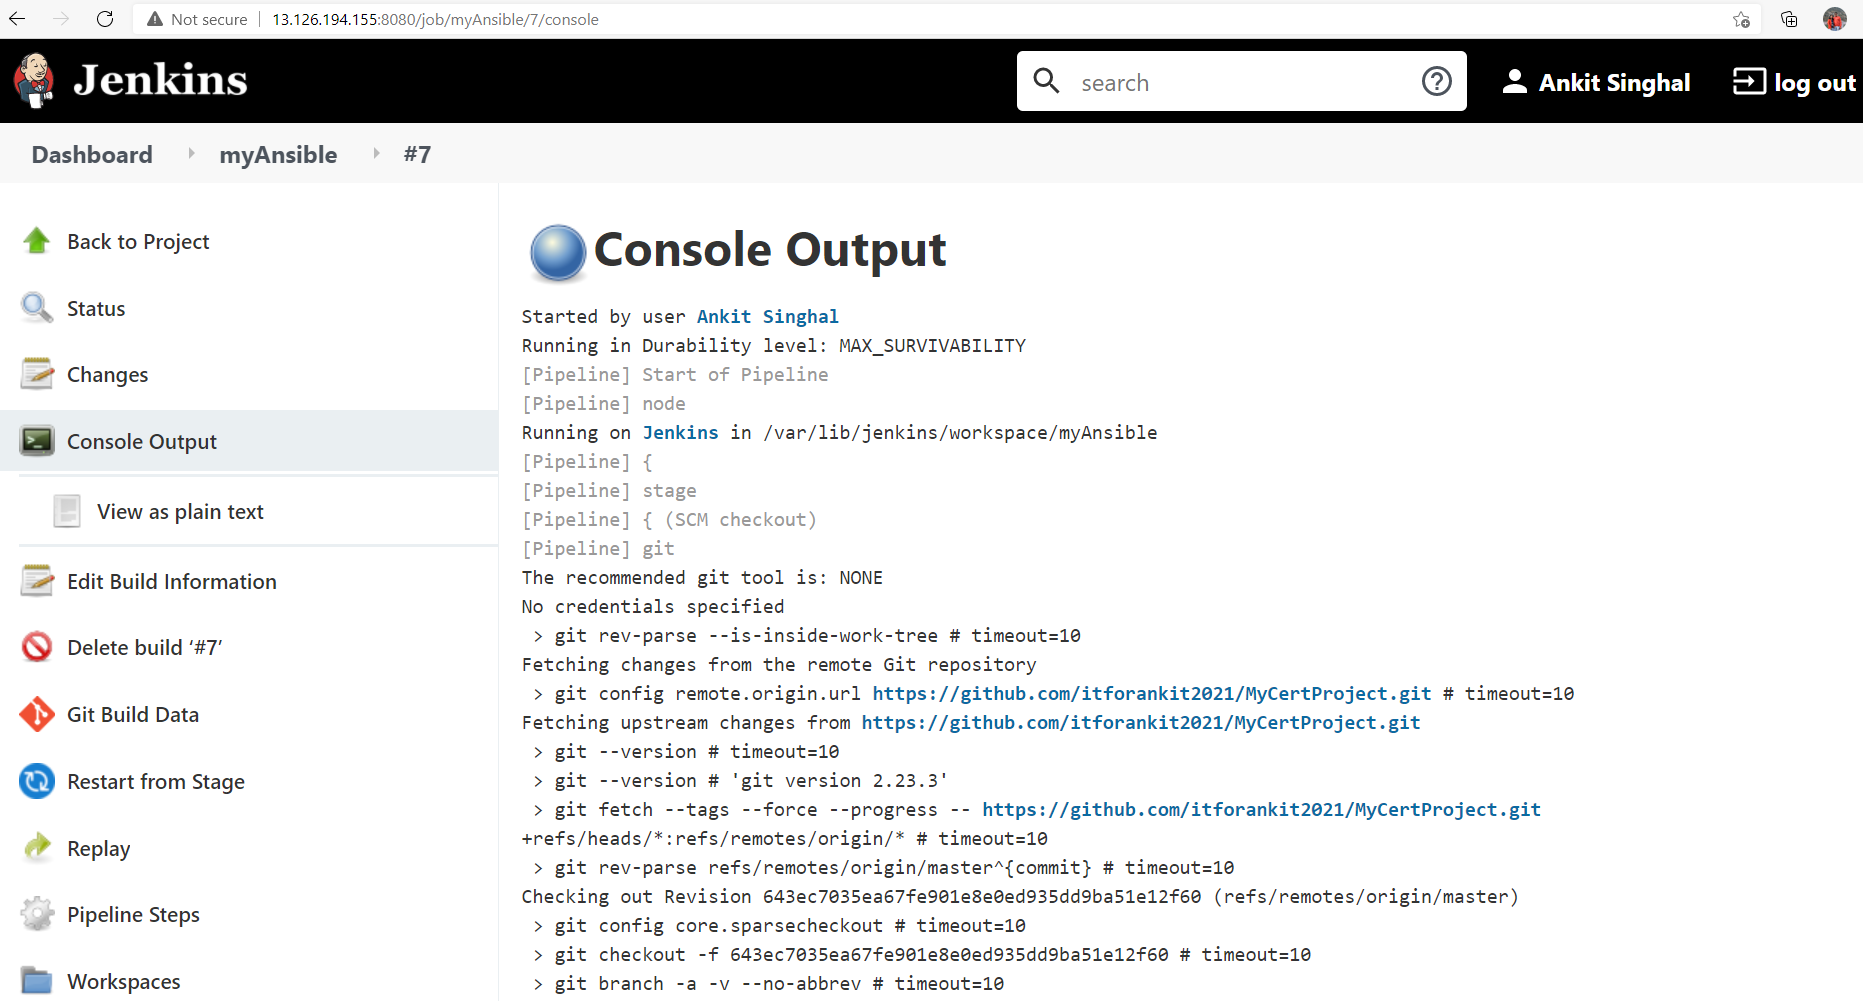 Not secure | 13.126.194.155:8080/job/myAnsible/7/console
Jenkins
search
Ankit Singhal
log out
Dashboard
myAnsible
#7
Back to Project
Status
Changes
Console Output
View as plain text
Edit Build Information
Delete build ‘#7’
Git Build Data
Restart from Stage
Replay
Pipeline Steps
Workspaces
Console Output
Started by user Ankit Singhal
Running in Durability level: MAX_SURVIVABILITY
[Pipeline] Start of Pipeline
[Pipeline] node
Running on Jenkins in /var/lib/jenkins/workspace/myAnsible
[Pipeline] {
[Pipeline] stage
[Pipeline] { (SCM checkout)
[Pipeline] git
The recommended git tool is: NONE
No credentials specified
> git rev-parse --is-inside-work-tree # timeout=10
Fetching changes from the remote Git repository
> git config remote.origin.url https://github.com/itforankit2021/MyCertProject.git # timeout=10
Fetching upstream changes from https://github.com/itforankit2021/MyCertProject.git
> git --version # timeout=10
> git --version # 'git version 2.23.3'
> git fetch --tags --force --progress -- https://github.com/itforankit2021/MyCertProject.git
+refs/heads/*:refs/remotes/origin/* # timeout=10
> git rev-parse refs/remotes/origin/master^{commit} # timeout=10
Checking out Revision 643ec7035ea67fe901e8e0ed935dd9ba51e12f60 (refs/remotes/origin/master)
> git config core.sparsecheckout # timeout=10
> git checkout -f 643ec7035ea67fe901e8e0ed935dd9ba51e12f60 # timeout=10
> git branch -a -v --no-abbrev # timeout=10